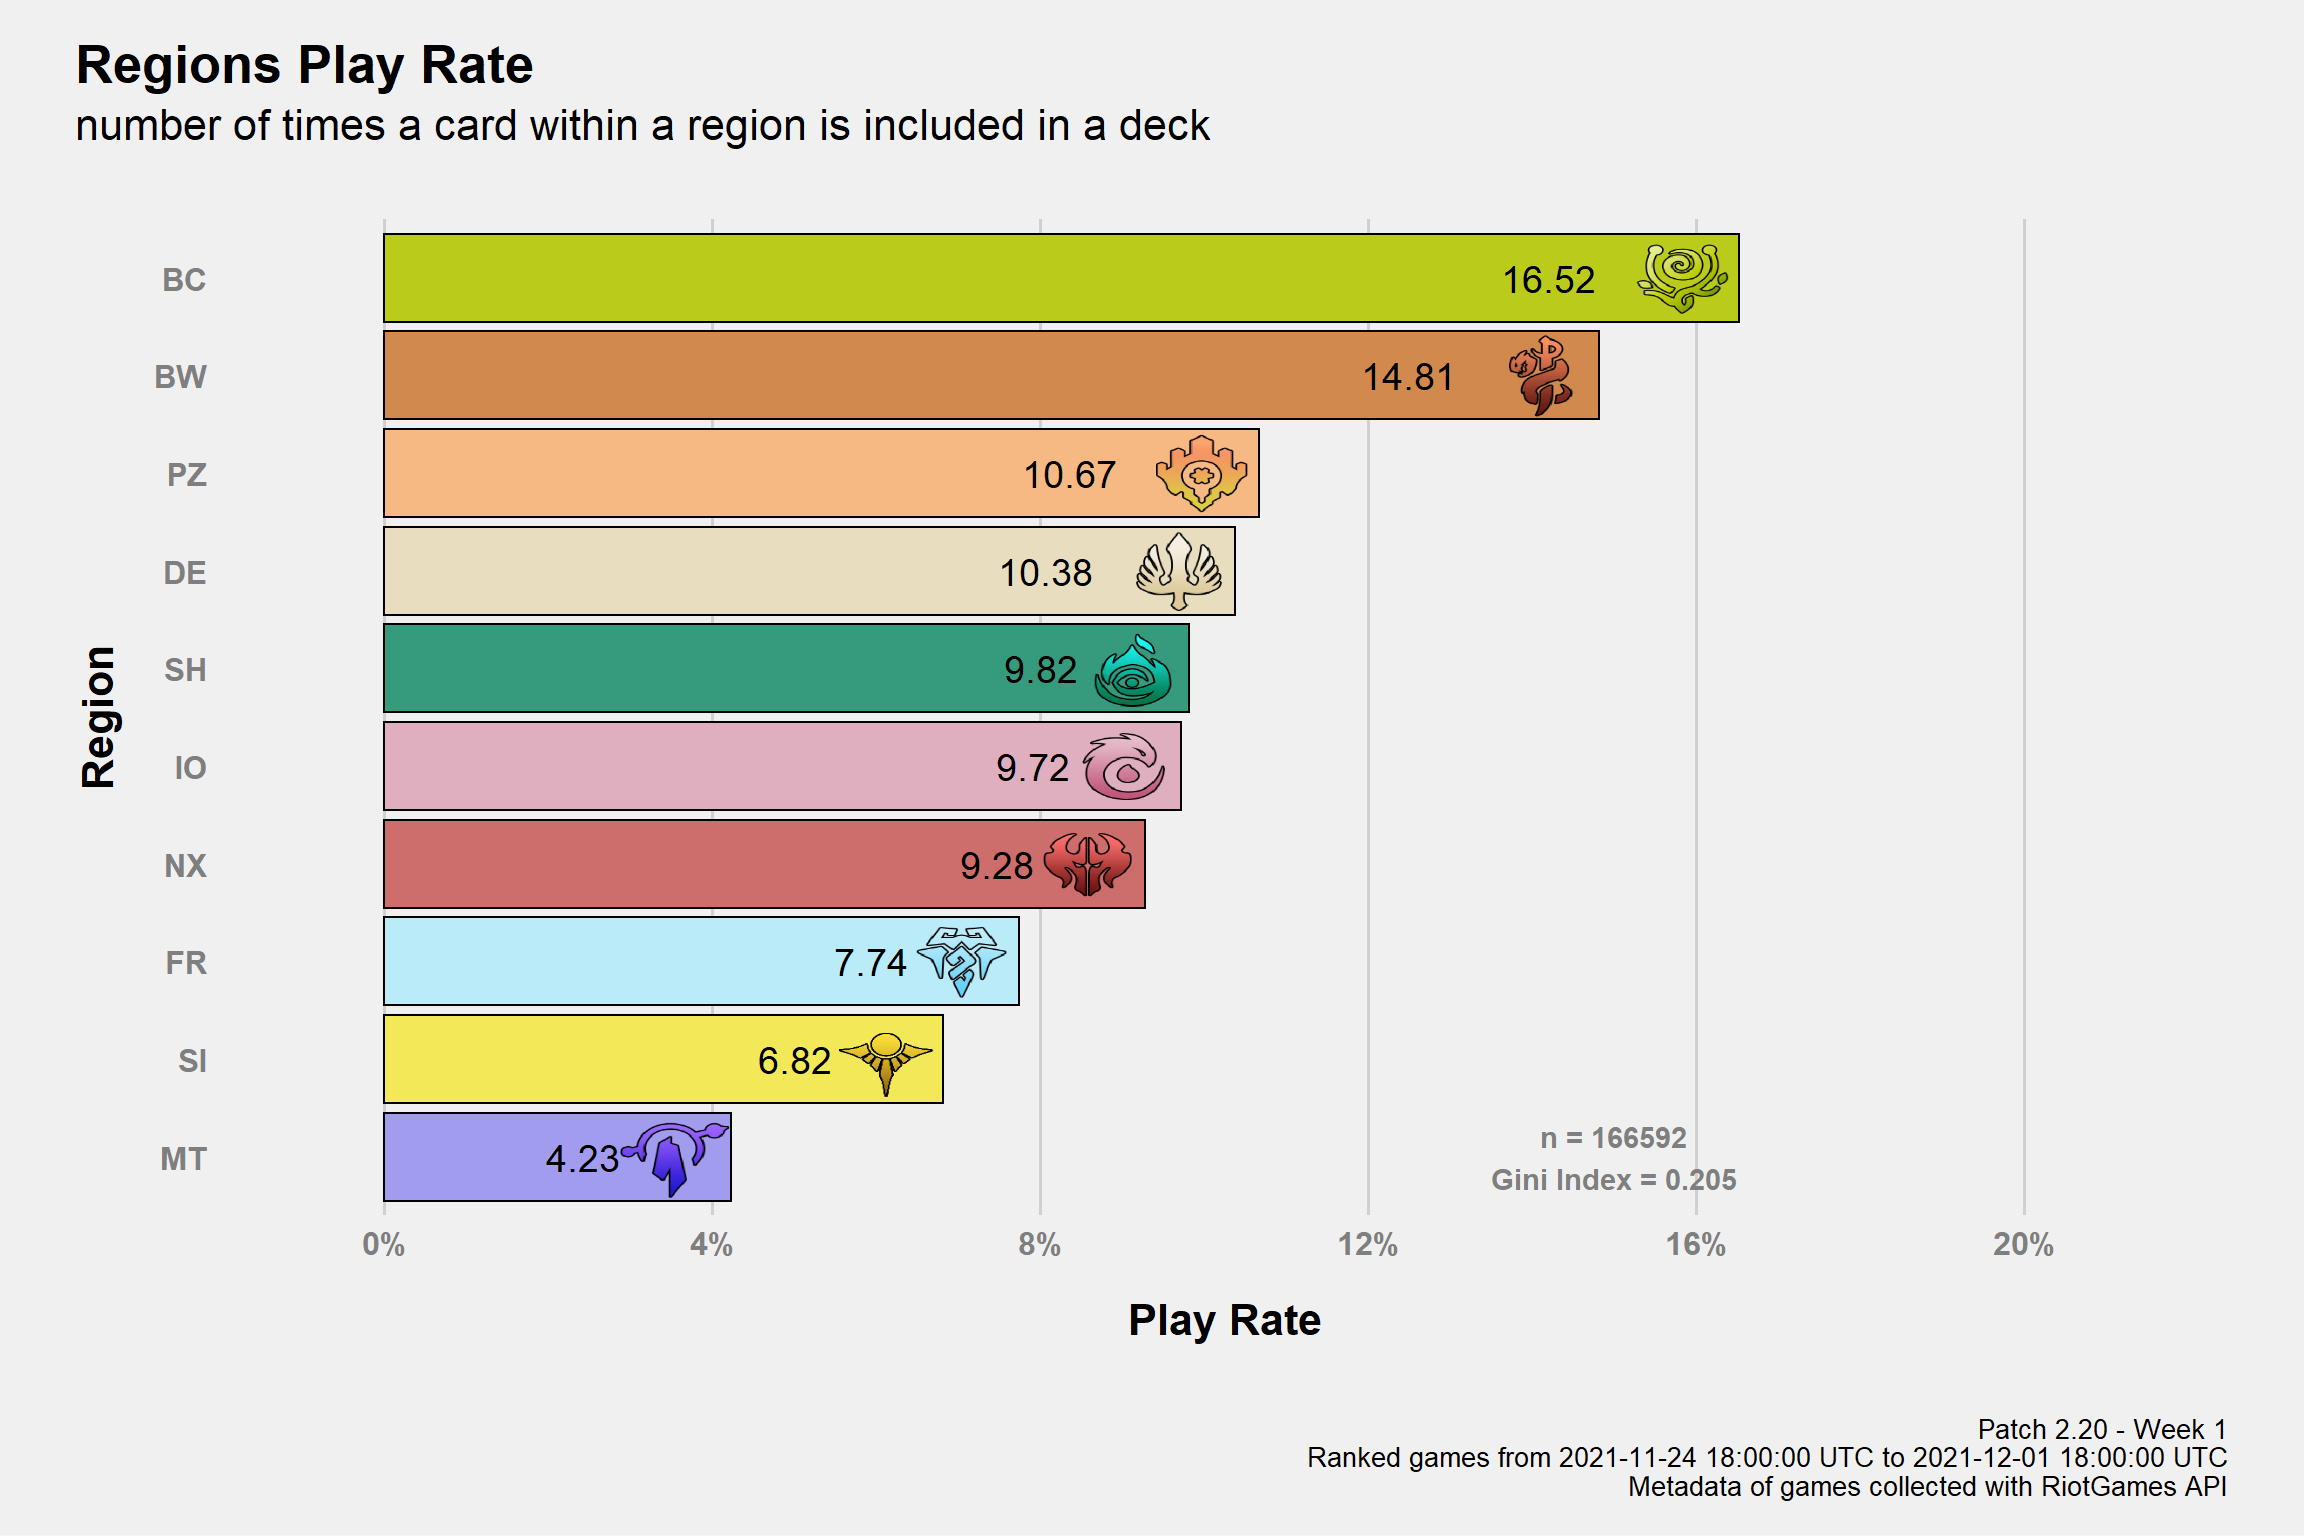 Regions Play Rate
number of times a card within a region is included in a deck
BC
16.52
BW
14.81
PZ
10.67
DE
10.38
SH
9.82
Region
IO
9.72
NX
9.28
FR
7.74
SI
6.82
MT
4.23
n = 166592
Gini Index = 0.205
0% 4% 8% 12% 16% 20%
Play Rate
Patch 2.20 - Week 1
Ranked games from 2021-11-24 18:00:00 UTC to 2021-12-01 18:00:00 UTC
Metadata of games collected with RiotGames API